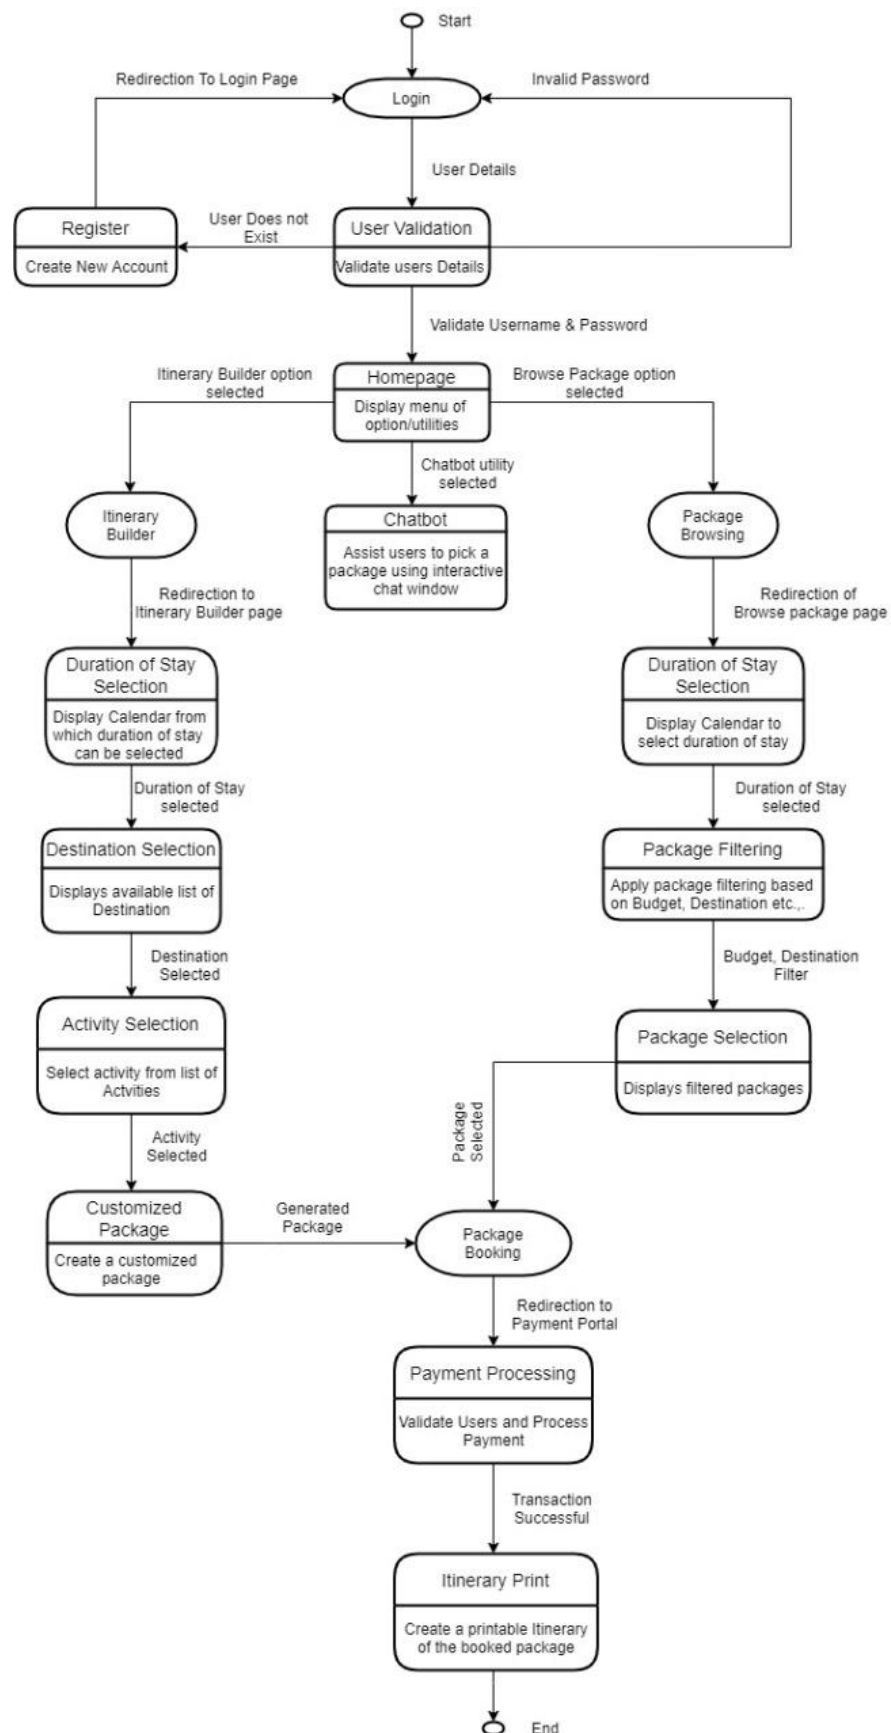 Start
Redirection To Login Page
Invalid Password
Login
User Details
Register
Create New Account
User Does not
Exist
User Validation
Validate users Details
Validate Username & Password
Itinerary Builder option
selected
Homepage
Display menu of
option/utilities
Browse Package option
selected
Chatbot utility
selected
Itinerary
Builder
Chatbot
Assist users to pick a
package using interactive
chat window
Package
Browsing
Redirection to
Itinerary Builder page
Redirection of
Browse package page
Duration of Stay
Selection
Display Calendar from
which duration of stay
can be selected
Duration of Stay
Selection
Display Calendar to
select duration of stay
Duration of Stay
selected
Duration of Stay
selected
Destination Selection
Displays available list of
Destination
Package Filtering
Apply package filtering based
on Budget, Destination etc.,.
Destination
Selected
Budget, Destination
Filter
Activity Selection
Select activity from list of
Actvities
Package Selection
Displays filtered packages
Activity
Selected
Package
Selected
Customized
Package
Create a customized
package
Generated
Package
Package
Booking
Redirection to
Payment Portal
Payment Processing
Validate Users and Process
Payment
Transaction
Successful
Itinerary Print
Create a printable Itinerary
of the booked package
End